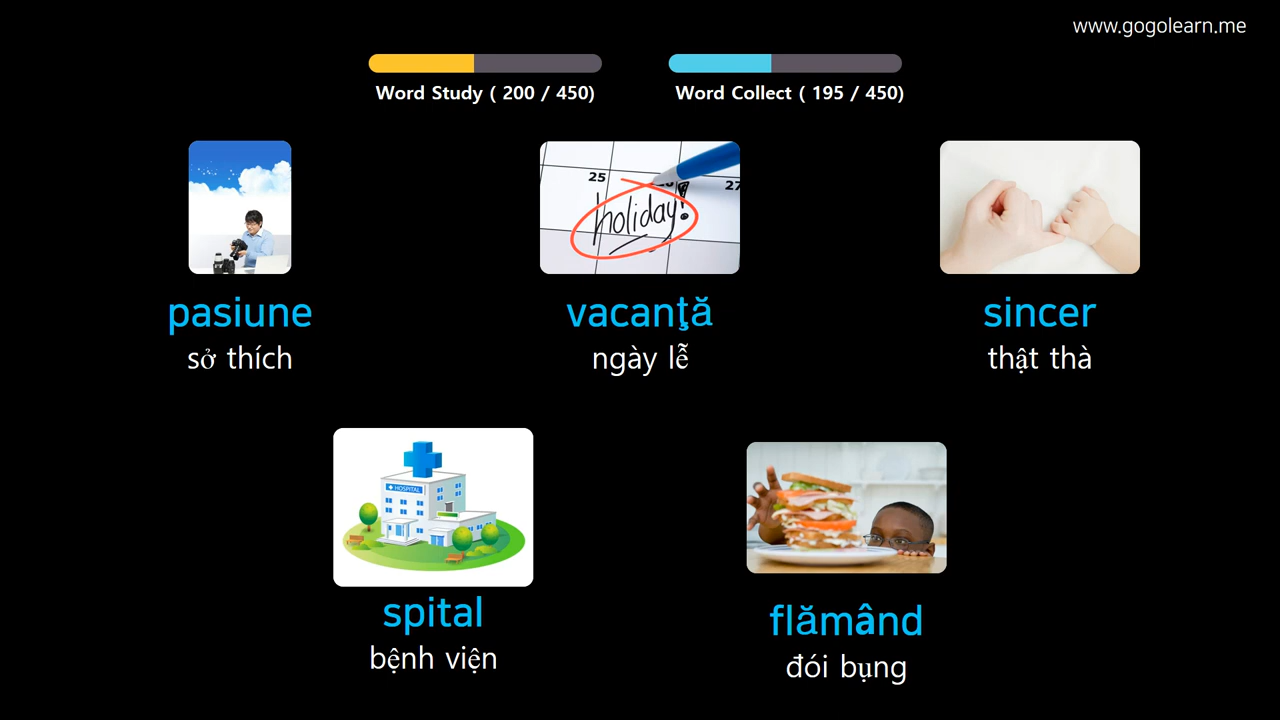 www.gogolearn.me
Word Study ( 200 / 450)
Word Collect ( 195 / 450)
25
27
holiday!
pasiune
vacanţă
sincer
sở thích
ngày lễ
thật thà
HOSPITAL
spital
flămând
bệnh viện
đói bụng